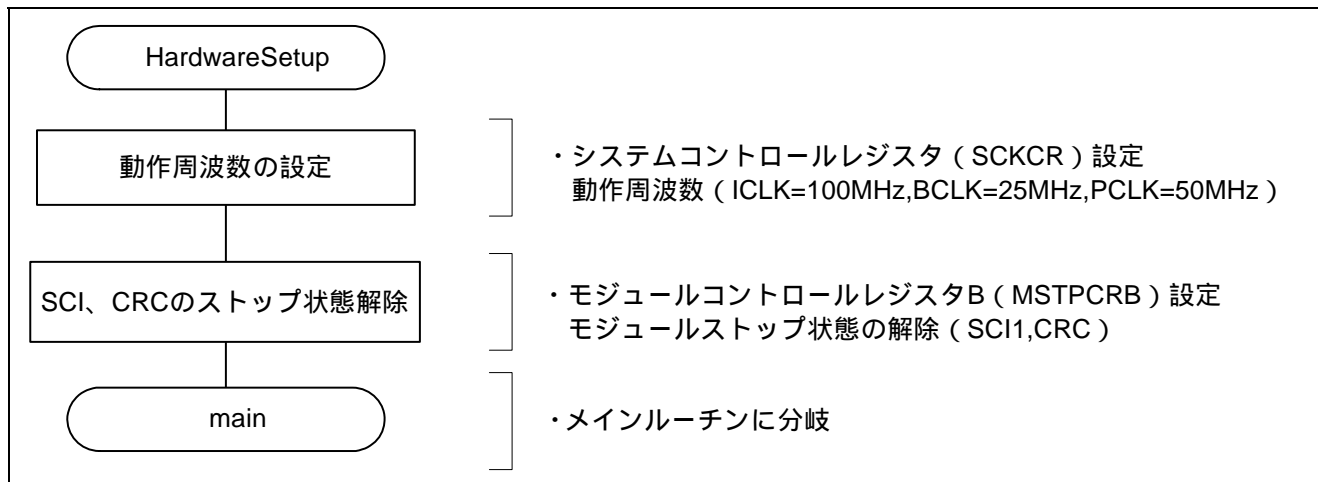 HardwareSetup
動作周波数の設定
・システムコントロールレジスタ（SCKCR）設定
動作周波数（ICLK=100MHz,BCLK=25MHz,PCLK=50MHz）
SCI、CRCのストップ状態解除
・モジュールコントロールレジスタB（MSTPCRB）設定
モジュールストップ状態の解除（SCI1,CRC）
main
・メインルーチンに分岐